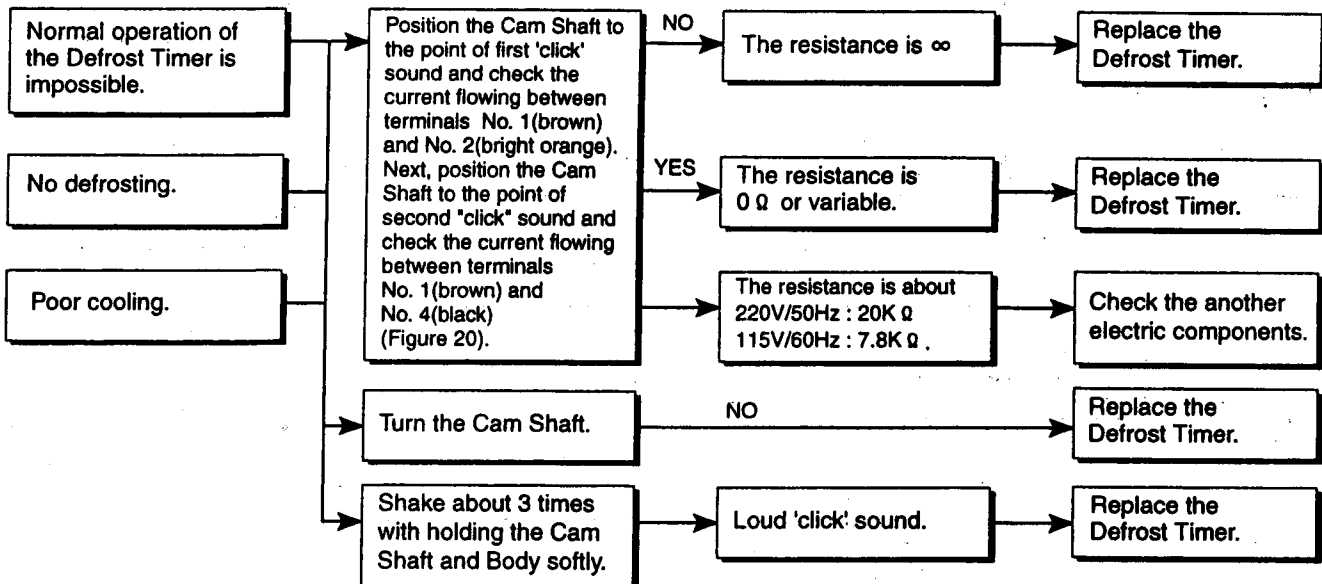 Normal operation of
the Defrost Timer is
impossible.
No defrosting.
Poor cooling.
Position the Cam Shaft to
the point of first 'click'
sound and check the
current flowing between
terminals No. 1(brown)
and No. 2(bright orange).
Next, position the Cam
Shaft to the point of
second "click" sound and
check the current flowing
between terminals
No. 1(brown) and
No. 4(black)
(Figure 20).
NO
The resistance is ∞
Replace the
Defrost Timer.
YES
The resistance is
0 Ω or variable.
Replace the
Defrost Timer.
The resistance is about
220V/50Hz : 20K Ω
115V/60Hz : 7.8K Ω .
Check the another
electric components.
Turn the Cam Shaft.
NO
Replace the
Defrost Timer.
Shake about 3 times
with holding the Cam
Shaft and Body softly.
Loud 'click' sound.
Replace the
Defrost Timer.